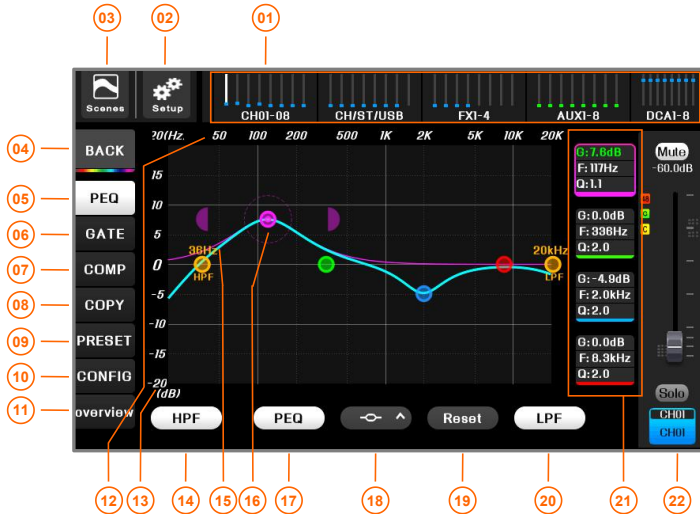 03 02 01
Scenes Setup
CH01-08 CH/ST/USB FX1-4 AUX1-8 DCA1-8
04 BACK
20(Hz. 50 100 200 500 1K 2K 5K 10K 20K
15
10
5
0
-5
-10
-15
-20
(dB)
36Hz
HPF
20kHz
LPF
05 PEQ
06 GATE
07 COMP
08 COPY
09 PRESET
10 CONFIG
11 overview
G:7.6dB
F:117Hz
Q:1.1
G:0.0dB
F:336Hz
Q:2.0
G:-4.9dB
F:2.0kHz
Q:2.0
G:0.0dB
F:8.3kHz
Q:2.0
Mute
-60.0dB
G
C
Solo
CH01
CH01
HPF PEQ Reset LPF
12 13 14 15 16 17 18 19 20 21 22